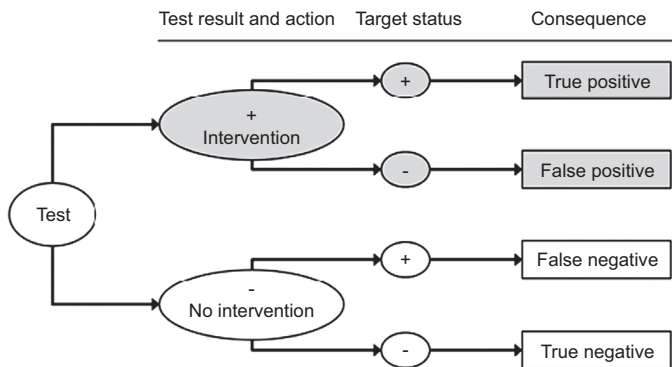 Test result and action Target status Consequence
+ True positive
+
Intervention
- False positive
Test
+ False negative
-
No intervention
- True negative